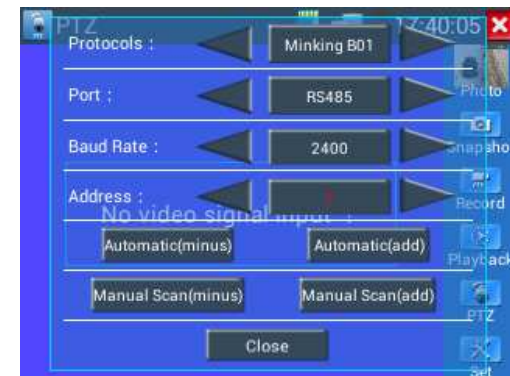 PTZ 17:40:05
Protocols : Minking B01
Photo
Port : RS485
Snapsho
Baud Rate : 2400
Address :
Record
No video signal input !
Automatic(minus) Automatic(add)
Playback
Manual Scan(minus) Manual Scan(add)
PTZ
Close
Set